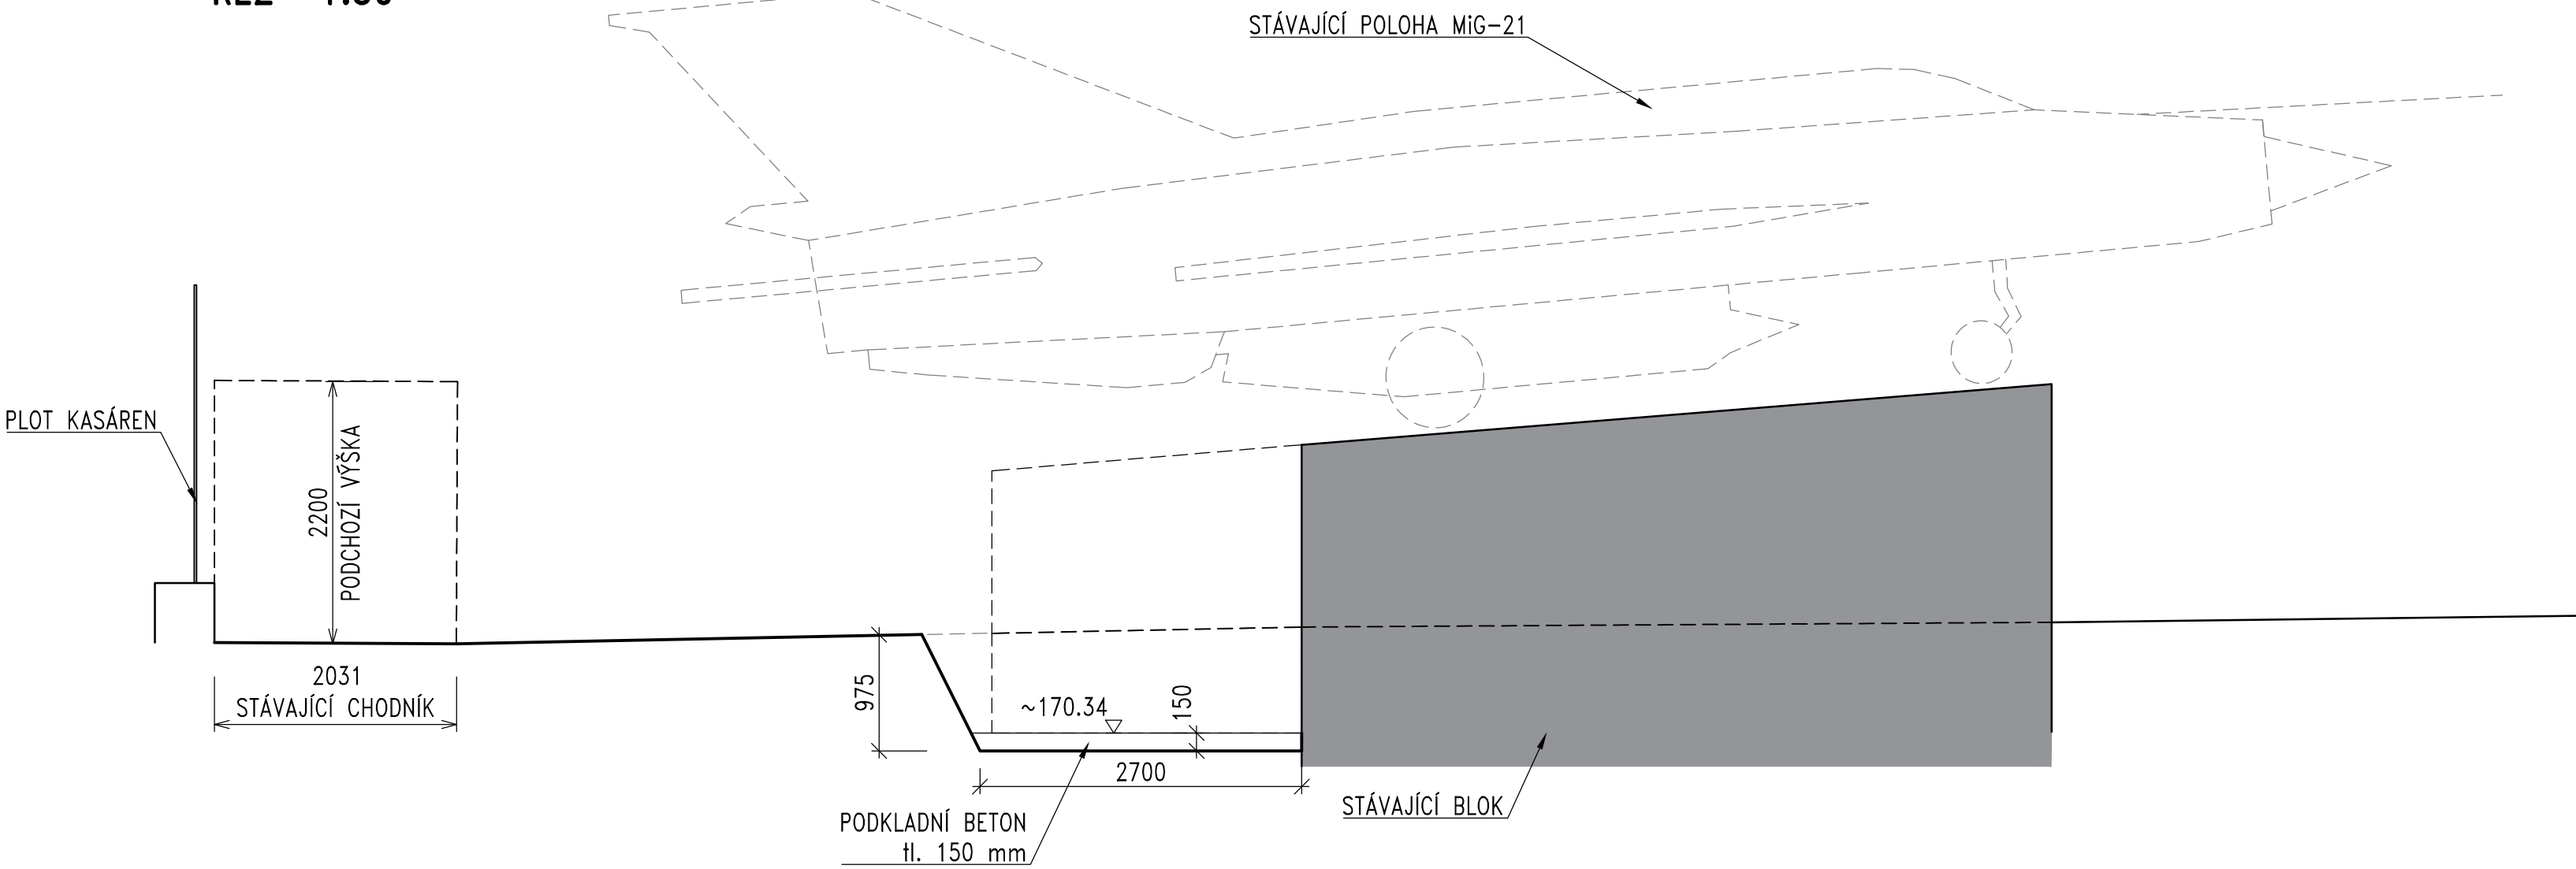 STÁVAJÍCÍ POLOHA MiG-21
PLOT KASÁREN
2200
PODCHOZÍ VÝŠKA
2031
STÁVAJÍCÍ CHODNÍK
975
~170.34
150
2700
PODKLADNÍ BETON
tl. 150 mm
STÁVAJÍCÍ BLOK